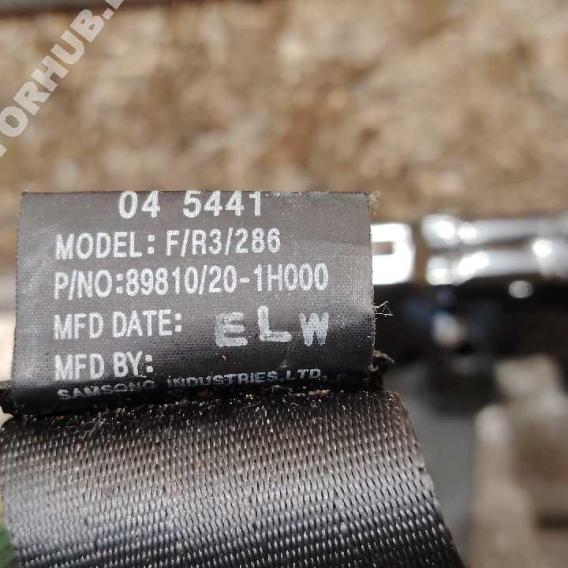 ORHUB.
04 5441
MODEL: F/R3/286
P/NO:89810/20-1H000
MFD DATE: ELW
MFD BY:
SAMSONG INDUSTRIES.LTD.